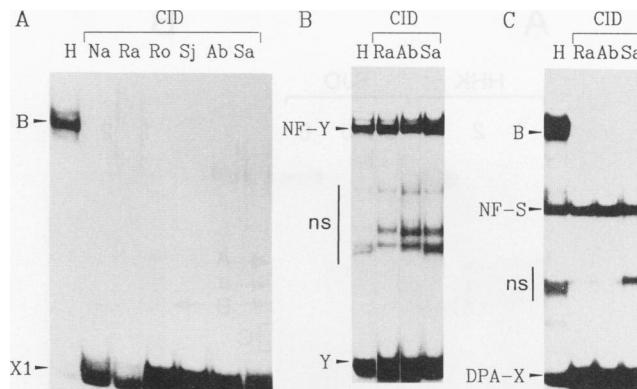 A
CID
H Na Ra Ro Sj Ab Sa
B
X1
B
CID
H Ra Ab Sa
NF-Y
ns
Y
C
CID
H Ra Ab Sa
B
NF-S
ns
DPA-X